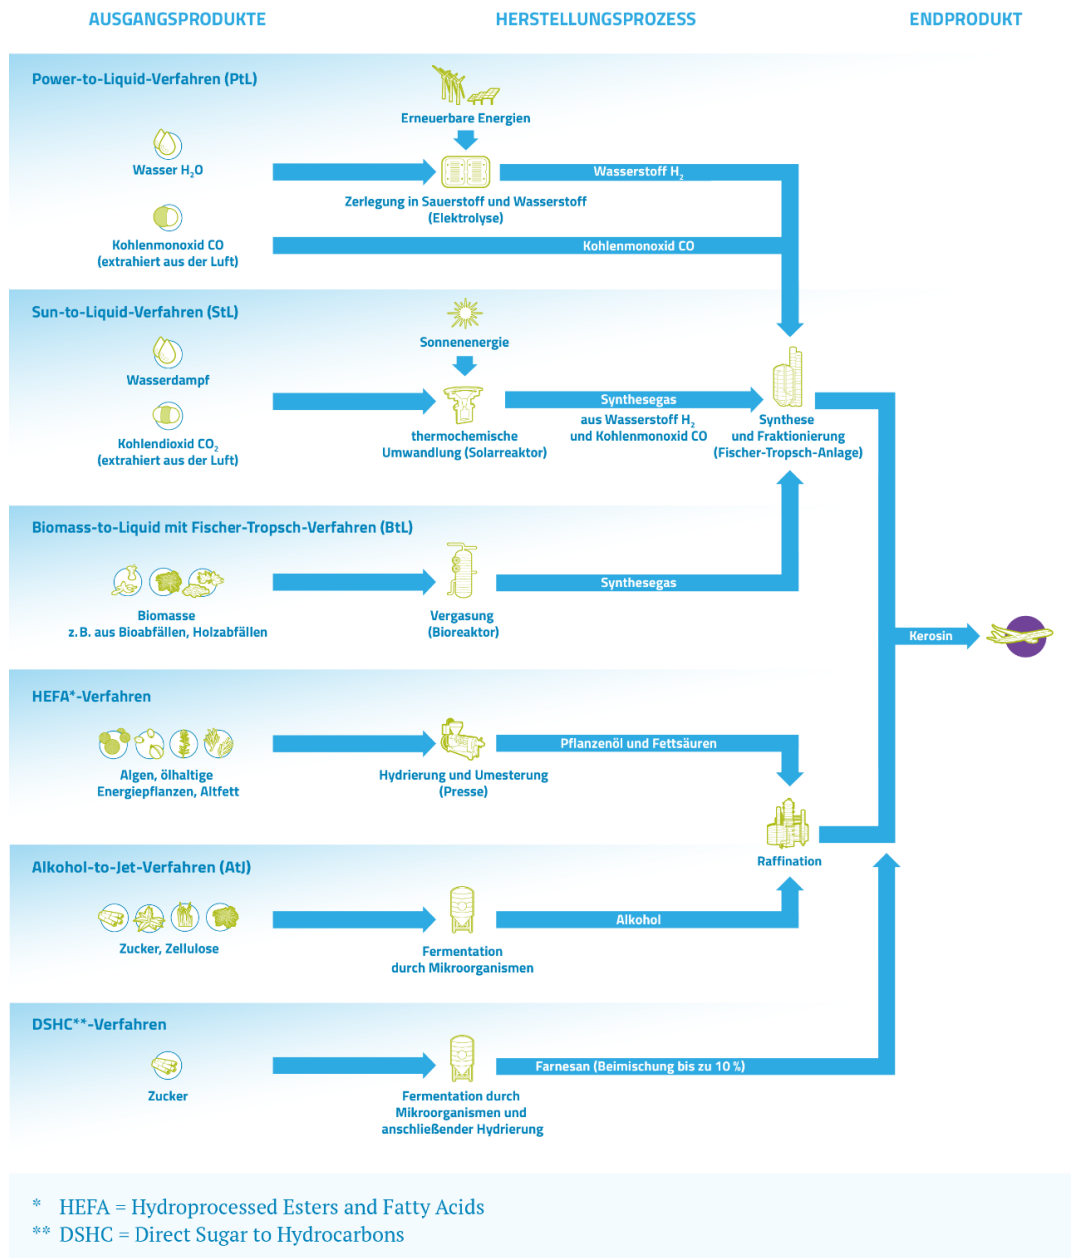 AUSGANGSPRODUKTE
HERSTELLUNGSPROZESS
ENDPRODUKT
Power-to-Liquid-Verfahren (PtL)
Erneuerbare Energien
Wasser H₂O
Wasserstoff H₂
Zerlegung in Sauerstoff und Wasserstoff
(Elektrolyse)
Kohlenmonoxid CO
(extrahiert aus der Luft)
Kohlenmonoxid CO
Sun-to-Liquid-Verfahren (StL)
Sonnenenergie
Wasserdampf
Kohlendioxid CO₂
(extrahiert aus der Luft)
thermochemische
Umwandlung (Solarreaktor)
Synthesegas
aus Wasserstoff H₂
und Kohlenmonoxid CO
Synthese
und Fraktionierung
(Fischer-Tropsch-Anlage)
Biomass-to-Liquid mit Fischer-Tropsch-Verfahren (BtL)
Biomasse
z. B. aus Bioabfällen, Holzabfällen
Vergasung
(Bioreaktor)
Synthesegas
Kerosin
HEFA*-Verfahren
Algen, ölhaltige
Energiepflanzen, Altfett
Hydrierung und Umesterung
(Presse)
Pflanzenöl und Fettsäuren
Raffination
Alkohol-to-Jet-Verfahren (AtJ)
Zucker, Zellulose
Fermentation
durch Mikroorganismen
Alkohol
DSHC**-Verfahren
Zucker
Fermentation durch
Mikroorganismen und
anschließender Hydrierung
Farnesan (Beimischung bis zu 10 %)
* HEFA = Hydroprocessed Esters and Fatty Acids
** DSHC = Direct Sugar to Hydrocarbons